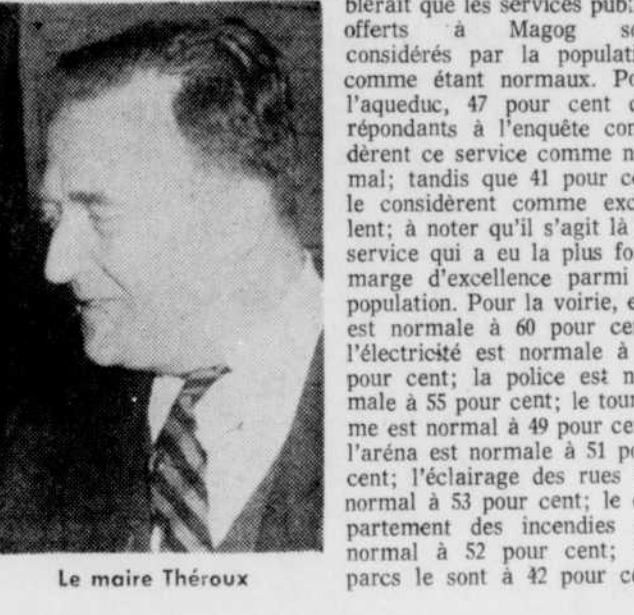 blerait que les services pub
offerts à Magog so
considérés par la populati
comme étant normaux. Po
l'aqueduc, 47 pour cent d
répondants à l'enquête con
dèrent ce service comme n
mal; tandis que 41 pour ce
le considèrent comme exc
lent; à noter qu'il s'agit là
service qui a eu la plus fo
marge d'excellence parmi
population. Pour la voirie, e
est normale à 60 pour cen
l'électricité est normale à
pour cent; la police est n
male à 55 pour cent; le tour
me est normal à 49 pour cen
l'aréna est normale à 51 po
cent; l'éclairage des rues
normal à 53 pour cent; le d
partement des incendies
normal à 52 pour cent;
parcs le sont à 42 pour ce
Le maire Théroux